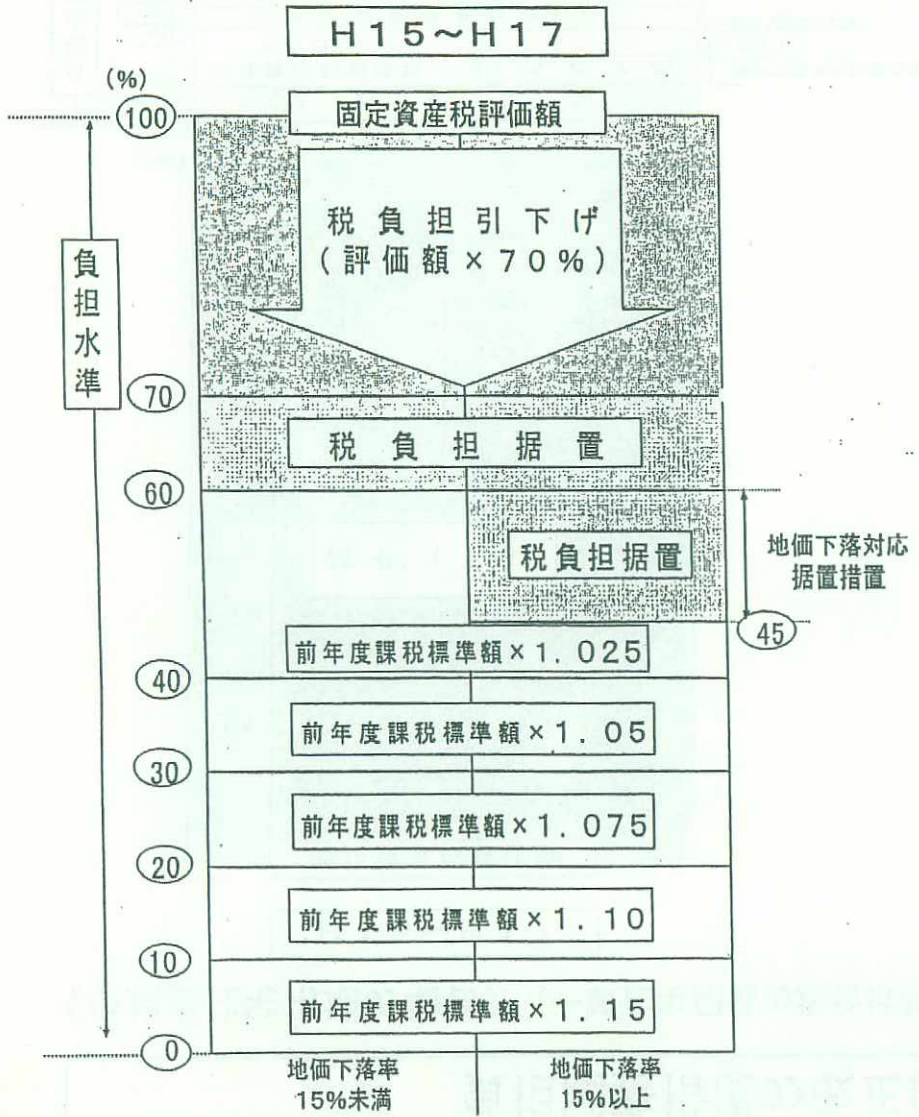 H15～H17
(%)
100
固定資産税評価額
税負担引下げ
(評価額×70%)
負担水準
70
税負担据置
60
税負担据置
地価下落対応
据置措置
45
前年度課税標準額×1.025
40
前年度課税標準額×1.05
30
前年度課税標準額×1.075
20
前年度課税標準額×1.10
10
前年度課税標準額×1.15
0
地価下落率
15%未満
地価下落率
15%以上